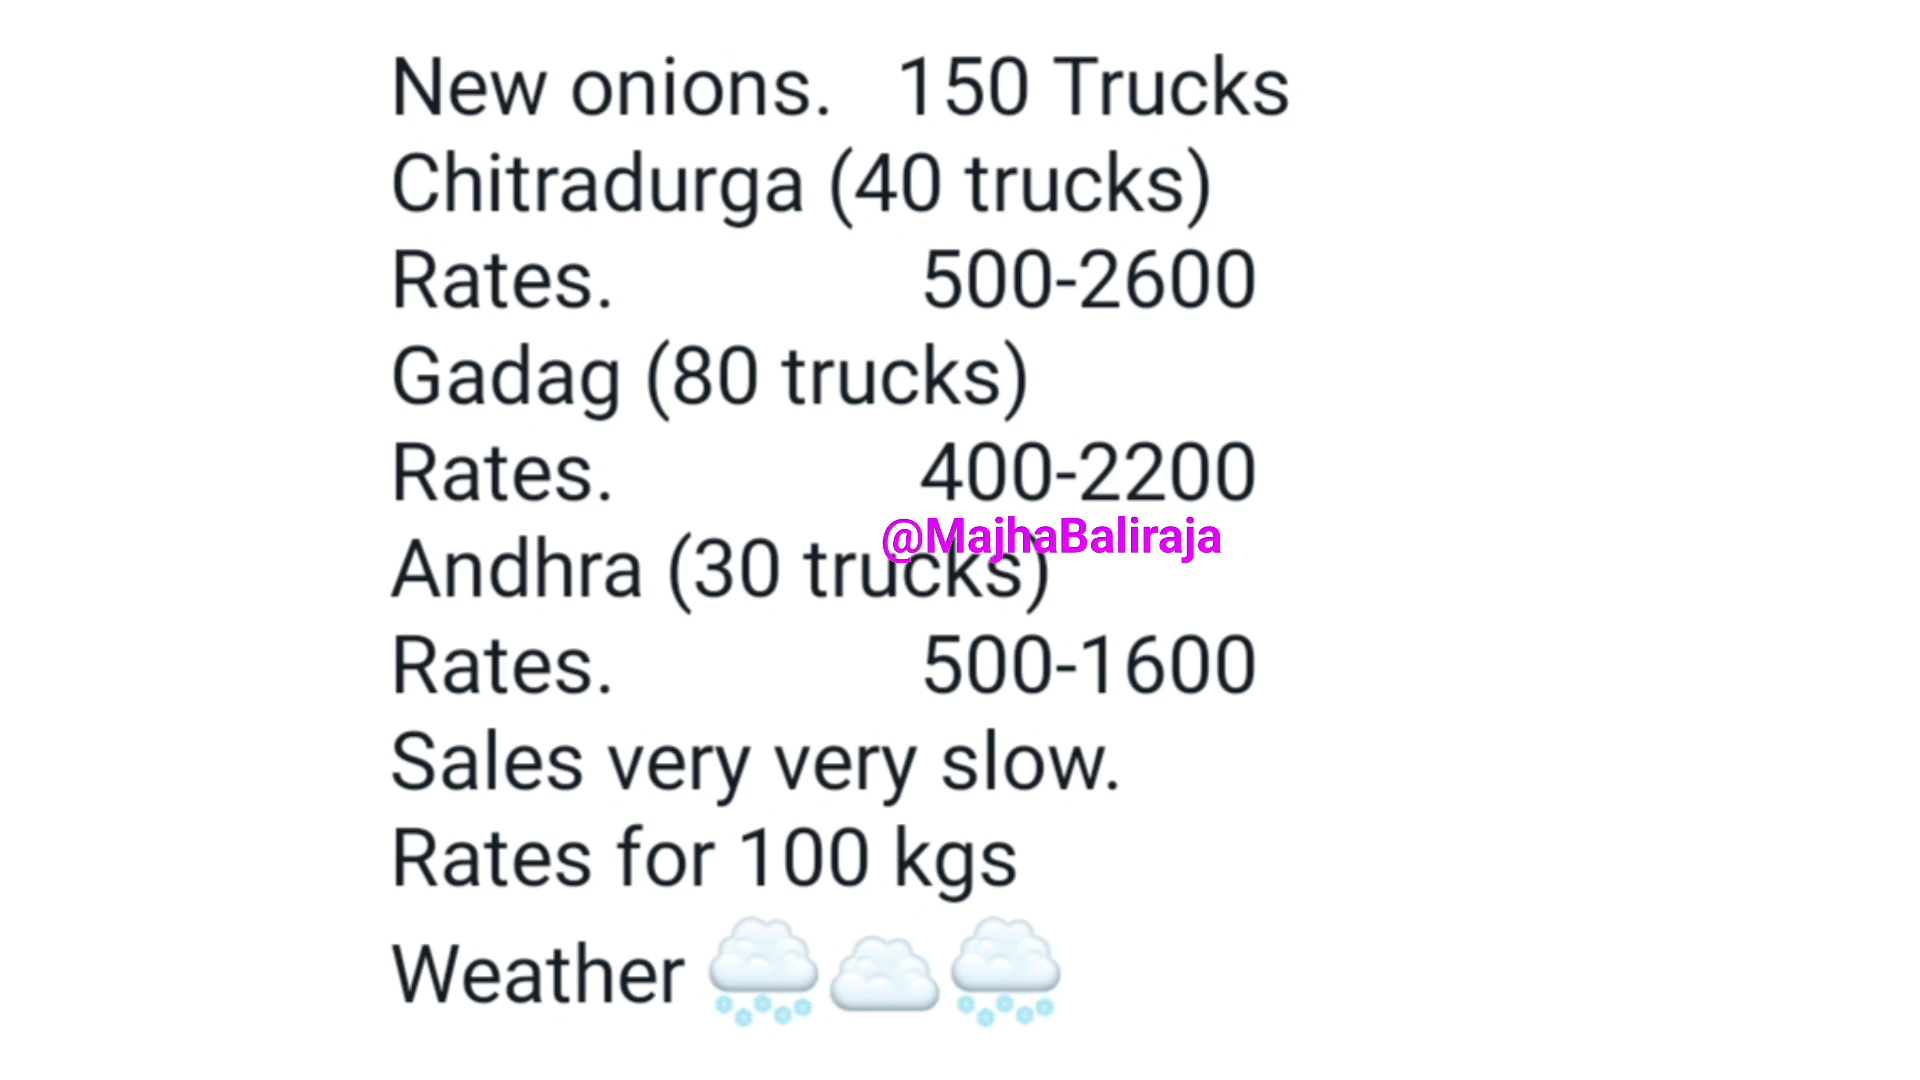 New onions. 150 Trucks
Chitradurga (40 trucks)
Rates. 500-2600
Gadag (80 trucks)
Rates. 400-2200
@MajhaBaliraja
Andhra (30 trucks)
Rates. 500-1600
Sales very very slow.
Rates for 100 kgs
Weather 🌨️☁️🌨️